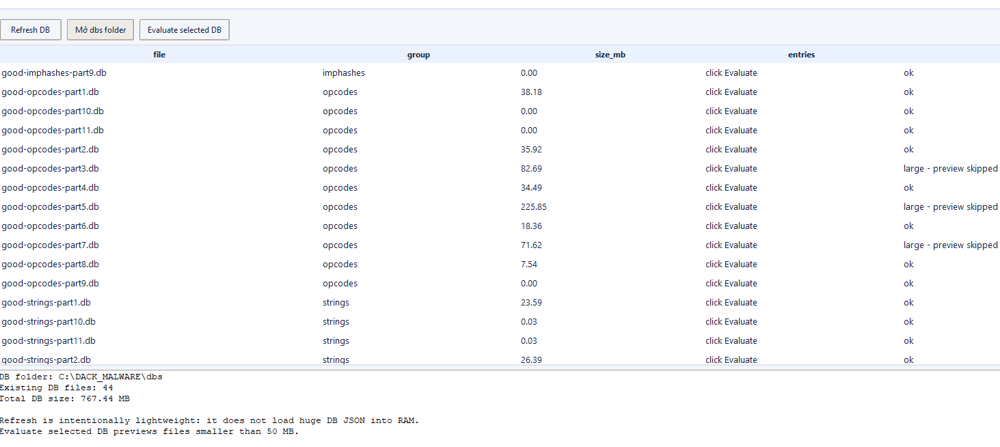 Refresh DB Mở dbs folder Evaluate selected DB
file group size_mb entries
good-imphashes-part9.db imphashes 0.00 click Evaluate ok
good-opcodes-part1.db opcodes 38.18 click Evaluate ok
good-opcodes-part10.db opcodes 0.00 click Evaluate ok
good-opcodes-part11.db opcodes 0.00 click Evaluate ok
good-opcodes-part2.db opcodes 35.92 click Evaluate ok
good-opcodes-part3.db opcodes 82.69 click Evaluate large - preview skipped
good-opcodes-part4.db opcodes 34.49 click Evaluate ok
good-opcodes-part5.db opcodes 225.85 click Evaluate large - preview skipped
good-opcodes-part6.db opcodes 18.36 click Evaluate ok
good-opcodes-part7.db opcodes 71.62 click Evaluate large - preview skipped
good-opcodes-part8.db opcodes 7.54 click Evaluate ok
good-opcodes-part9.db opcodes 0.00 click Evaluate ok
good-strings-part1.db strings 23.59 click Evaluate ok
good-strings-part10.db strings 0.03 click Evaluate ok
good-strings-part11.db strings 0.03 click Evaluate ok
good-strings-part2.db strings 26.39 click Evaluate ok
DB folder: C:\DACK_MALWARE\dbs
Existing DB files: 44
Total DB size: 767.44 MB
Refresh is intentionally lightweight: it does not load huge DB JSON into RAM.
Evaluate selected DB previews files smaller than 50 MB.